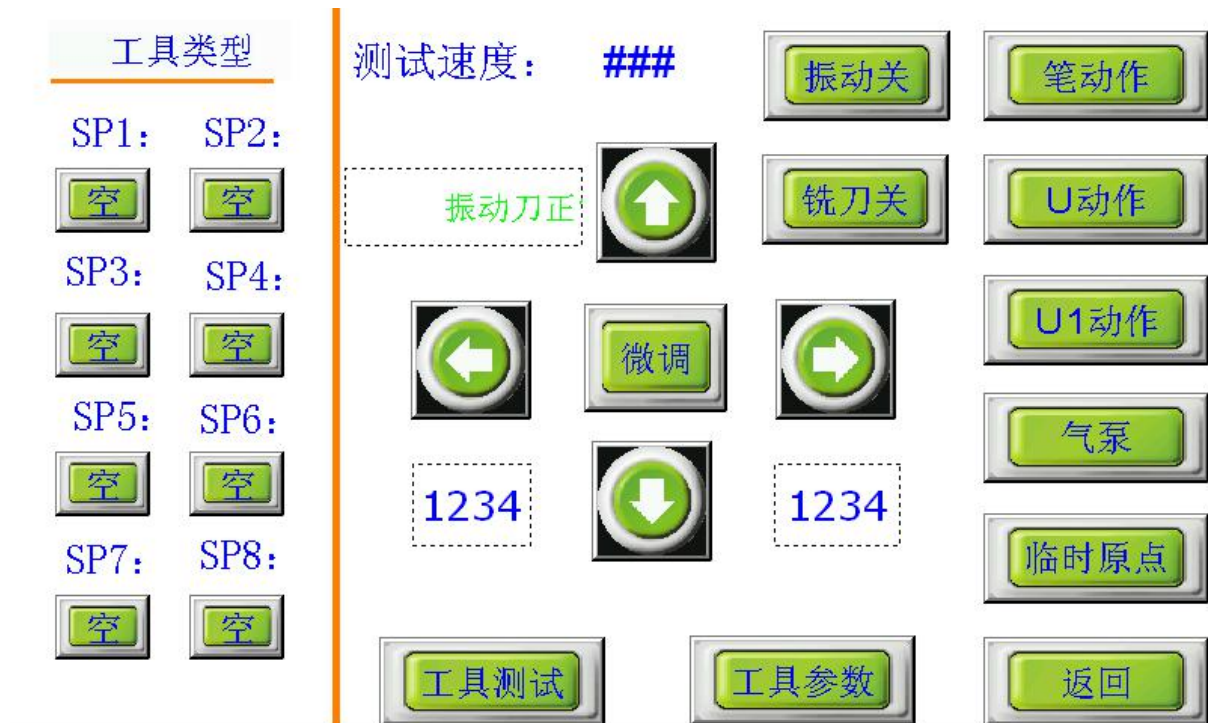 工具类型
SP1： SP2：
空 空
SP3： SP4：
空 空
SP5： SP6：
空 空
SP7： SP8：
空 空
测试速度： ###
振动关
笔动作
振动刀正
铣刀关
U动作
微调
U1动作
1234
1234
气泵
临时原点
工具测试
工具参数
返回